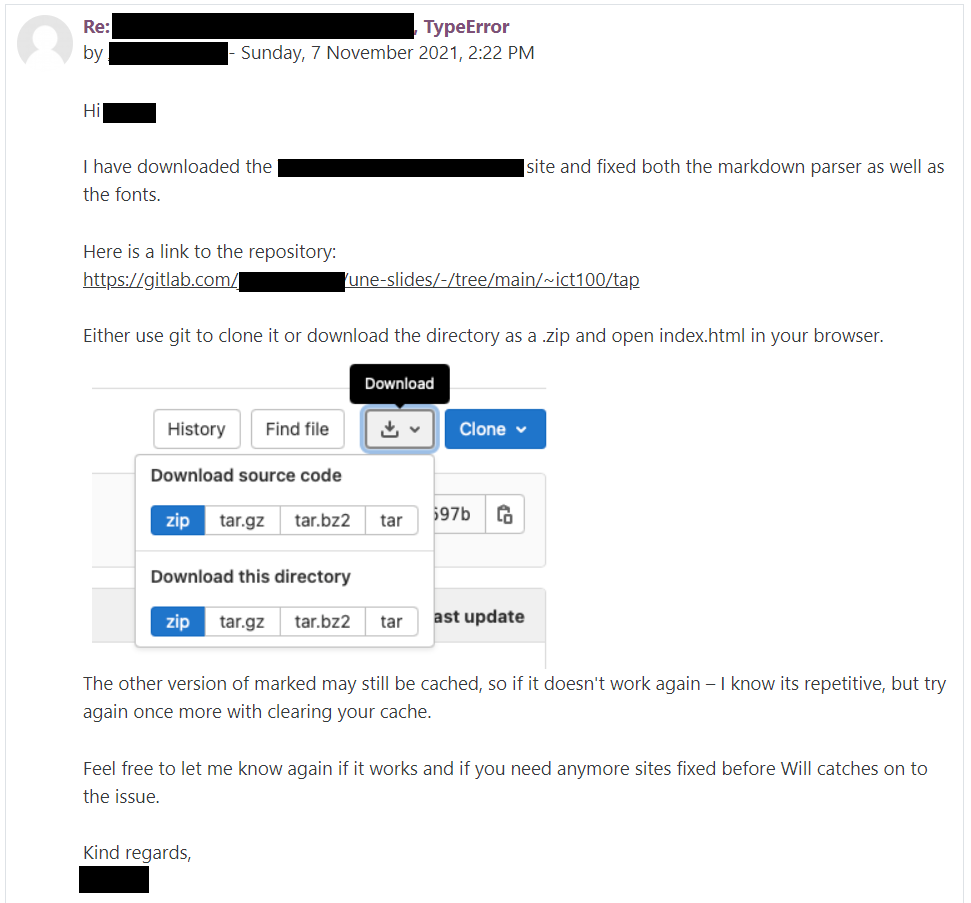 Re: , TypeError
by - Sunday, 7 November 2021, 2:22 PM
Hi
I have downloaded the site and fixed both the markdown parser as well as
the fonts.
Here is a link to the repository:
https://gitlab.com/ /une-slides/-/tree/main/~ict100/tap
Either use git to clone it or download the directory as a .zip and open index.html in your browser.
Download
History Find file Clone
Download source code
zip tar.gz tar.bz2 tar 597b
Download this directory
zip tar.gz tar.bz2 tar ast update
The other version of marked may still be cached, so if it doesn't work again – I know its repetitive, but try
again once more with clearing your cache.
Feel free to let me know again if it works and if you need anymore sites fixed before Will catches on to
the issue.
Kind regards,